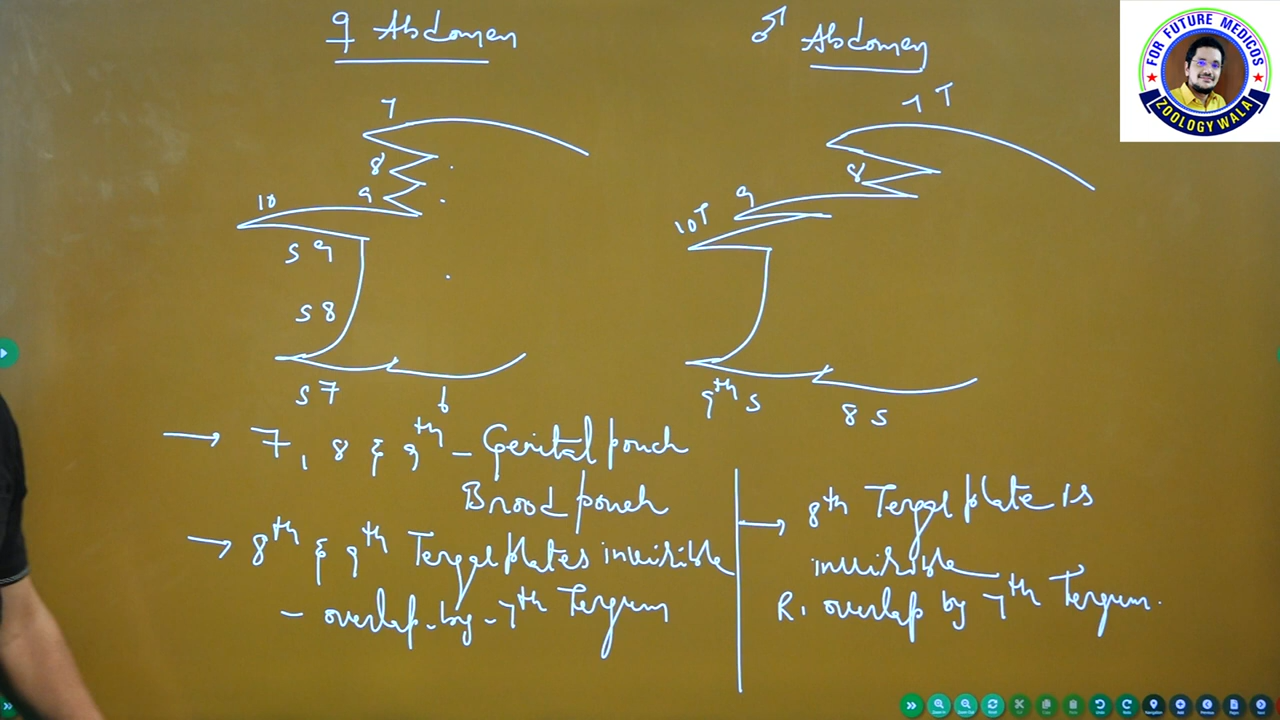 ♀ Abdomen
♂ Abdomen
7
8
9
10
S 9
S 8
S 7
6
7 T
8
9
10 T
9th S
8 S
→ 7, 8 & 9th - Genital pouch
Brood pouch
→ 8th & 9th Tergal plates invisible
- overlap-by-7th Tergum
→ 8th Tergal plate is
invisible
R, overlap by 7th Tergum.
FOR FUTURE MEDICOS
ZOOLOGY WALA